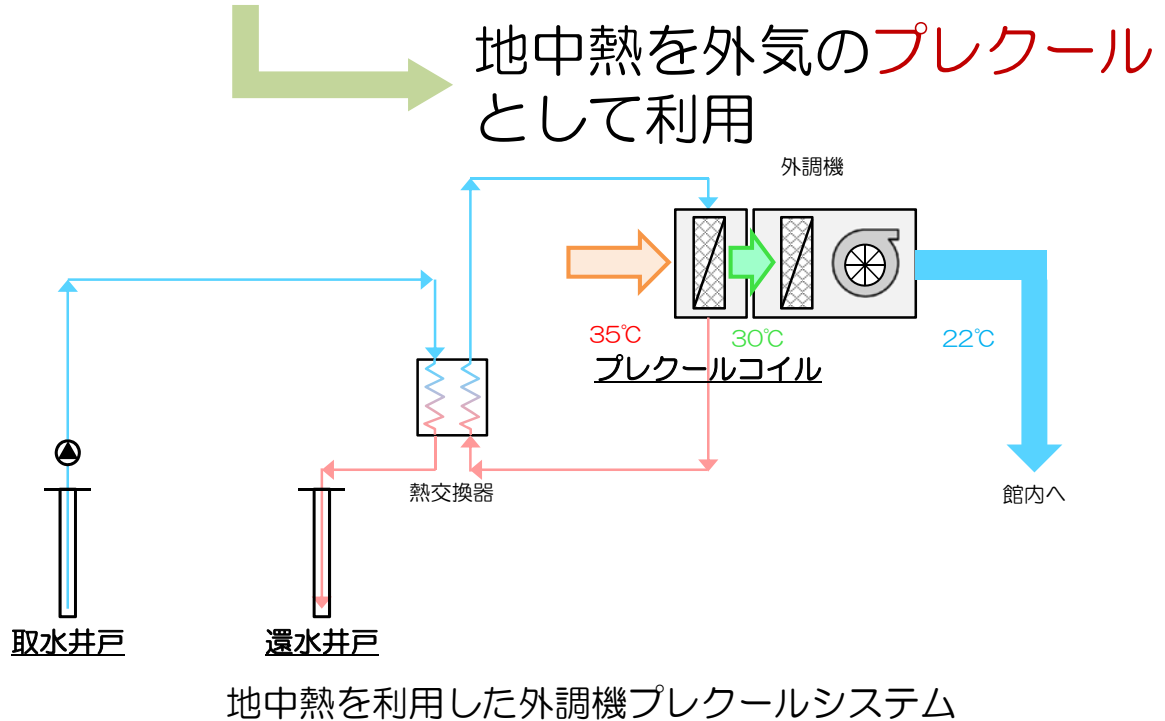 地中熱を外気のプレクール
として利用
外調機
35℃
30℃
22℃
プレクールコイル
熱交換器
館内へ
取水井戸
還水井戸
地中熱を利用した外調機プレクールシステム